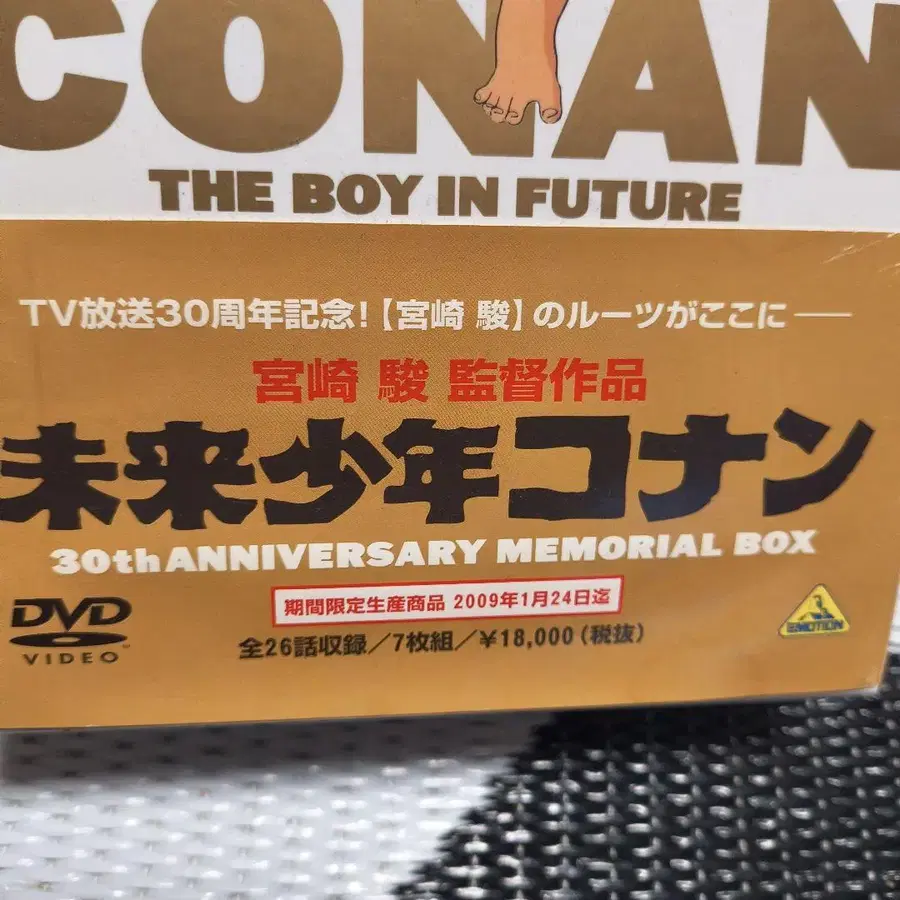 CONAN
THE BOY IN FUTURE
TV放送30周年記念!【宮崎 駿】のルーツがここに──
宮崎 駿 監督作品
未来少年コナン
30th ANNIVERSARY MEMORIAL BOX
期間限定生産商品 2009年1月24日迄
DVD
VIDEO
全26話収録/7枚組/¥18,000(税抜)
EMOTION